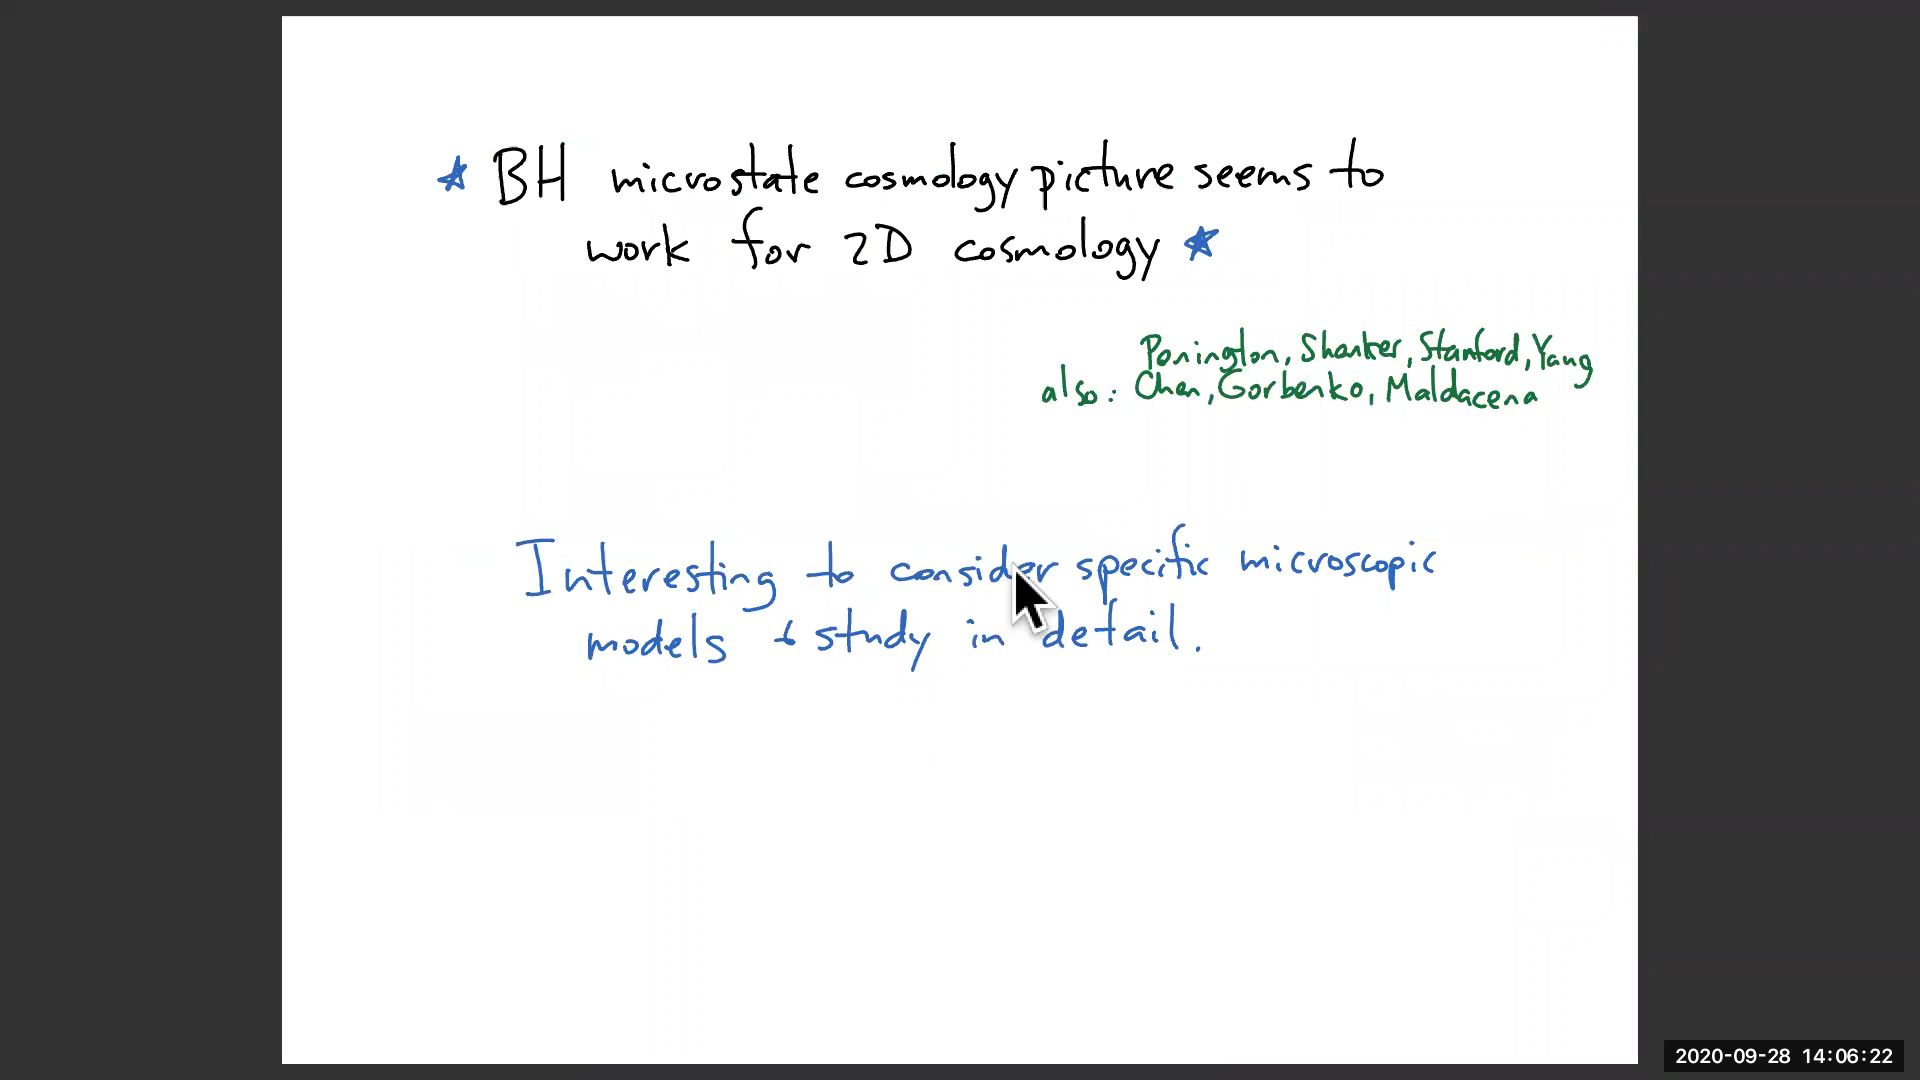 ★ BH microstate cosmology picture seems to
work for 2D cosmology ★
Penington, Shenker, Stanford, Yang
also: Chen, Gorbenko, Maldacena
Interesting to consider specific microscopic
models + study in detail.
2020-09-28 14:06:22